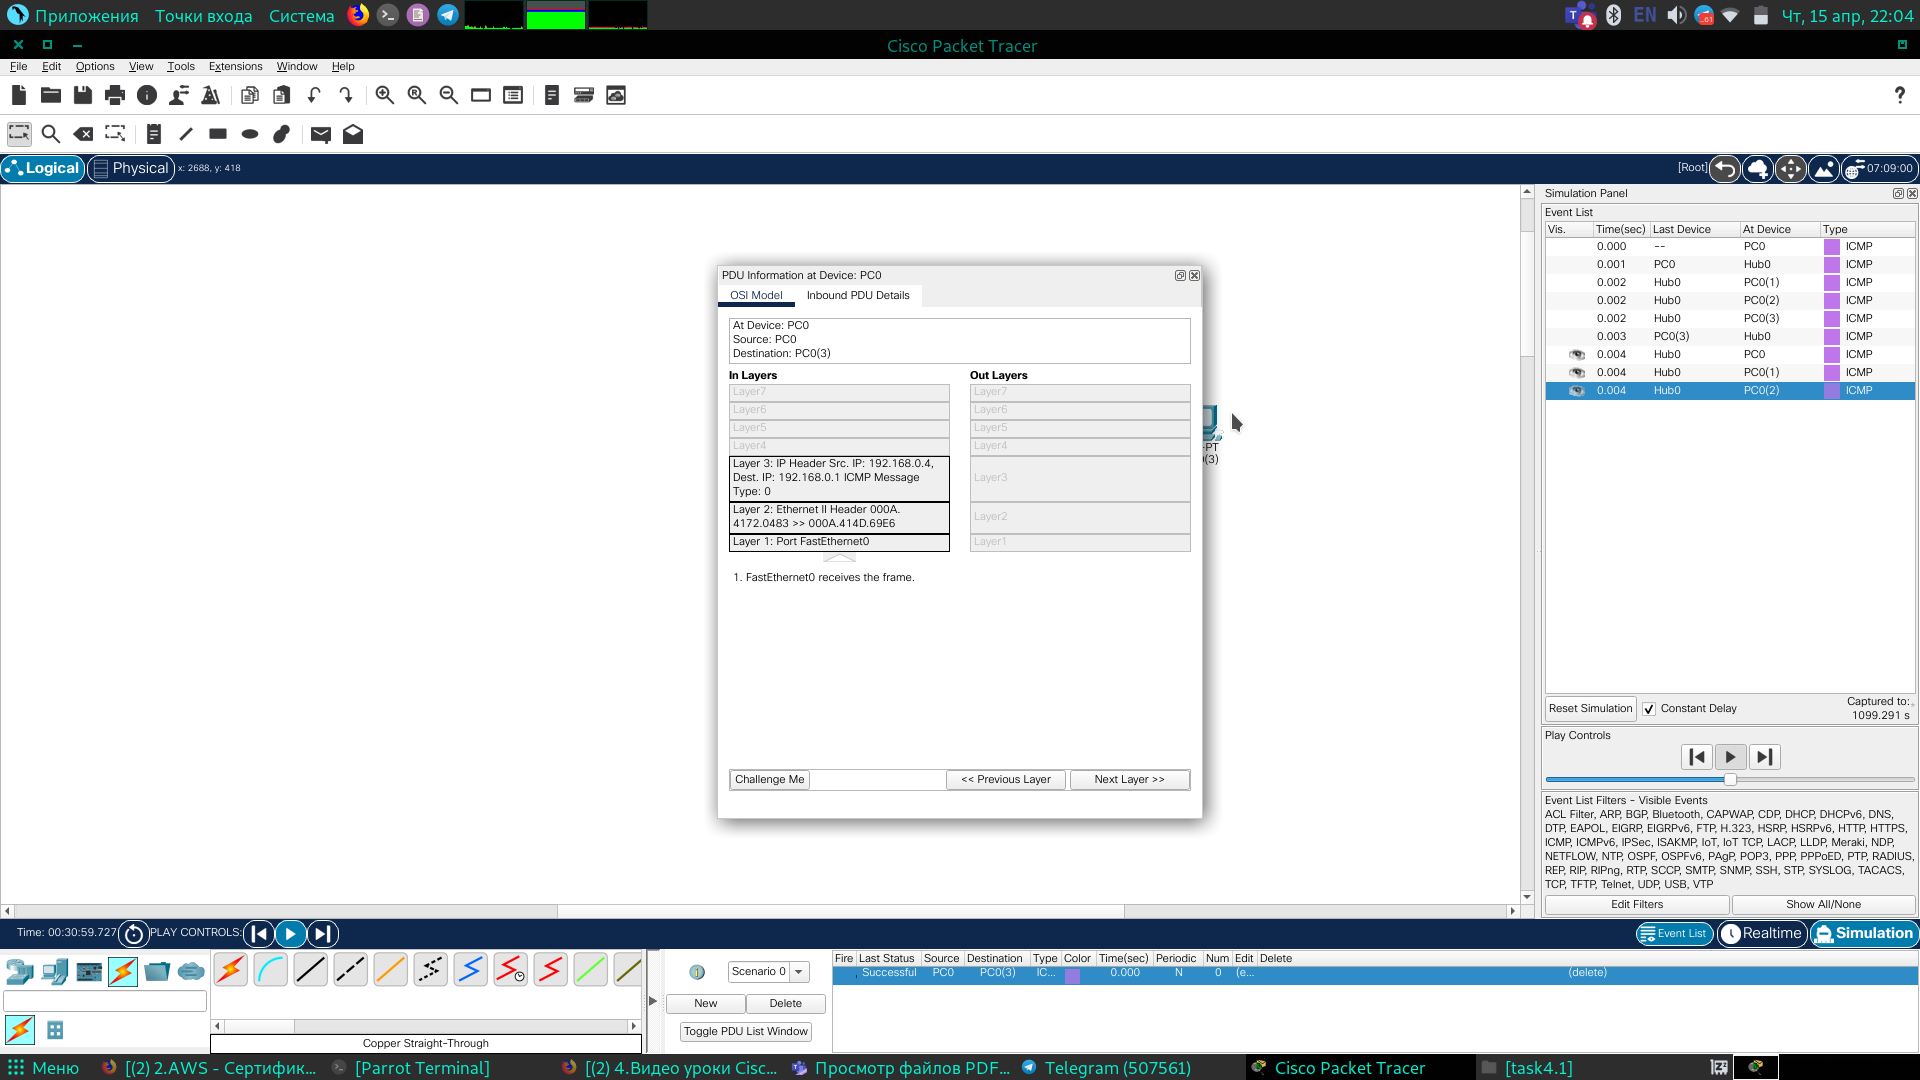 Приложения Точки входа Система EN 61 Чт, 15 апр, 22:04
Cisco Packet Tracer
File Edit Options View Tools Extensions Window Help
Logical Physical x: 2688, y: 418 [Root] 07:09:00
Simulation Panel
Event List
Vis. Time(sec) Last Device At Device Type
0.000 -- PC0 ICMP
0.001 PC0 Hub0 ICMP
0.002 Hub0 PC0(1) ICMP
0.002 Hub0 PC0(2) ICMP
0.002 Hub0 PC0(3) ICMP
0.003 PC0(3) Hub0 ICMP
0.004 Hub0 PC0 ICMP
0.004 Hub0 PC0(1) ICMP
0.004 Hub0 PC0(2) ICMP
Reset Simulation Constant Delay Captured to:
1099.291 s
Play Controls
Event List Filters - Visible Events
ACL Filter, ARP, BGP, Bluetooth, CAPWAP, CDP, DHCP, DHCPv6, DNS,
DTP, EAPOL, EIGRP, EIGRPv6, FTP, H.323, HSRP, HSRPv6, HTTP, HTTPS,
ICMP, ICMPv6, IPSec, ISAKMP, IoT, IoT TCP, LACP, LLDP, Meraki, NDP,
NETFLOW, NTP, OSPF, OSPFv6, PAgP, POP3, PPP, PPPoED, PTP, RADIUS,
REP, RIP, RIPng, RTP, SCCP, SMTP, SNMP, SSH, STP, SYSLOG, TACACS,
TCP, TFTP, Telnet, UDP, USB, VTP
Edit Filters Show All/None
PDU Information at Device: PC0
OSI Model Inbound PDU Details
At Device: PC0
Source: PC0
Destination: PC0(3)
In Layers Out Layers
Layer7 Layer7
Layer6 Layer6
Layer5 Layer5
Layer4 Layer4
Layer 3: IP Header Src. IP: 192.168.0.4,
Dest. IP: 192.168.0.1 ICMP Message
Type: 0
Layer3
Layer 2: Ethernet II Header 000A.
4172.0483 >> 000A.414D.69E6
Layer2
Layer 1: Port FastEthernet0 Layer1
1. FastEthernet0 receives the frame.
Challenge Me << Previous Layer Next Layer >>
-PT
(3)
Time: 00:30:59.727 PLAY CONTROLS: Event List Realtime Simulation
Scenario 0
New Delete
Toggle PDU List Window
Copper Straight-Through
Fire Last Status Source Destination Type Color Time(sec) Periodic Num Edit Delete
Successful PC0 PC0(3) IC... 0.000 N 0 (e... (delete)
Меню [(2) 2.AWS - Сертифик... [Parrot Terminal] [(2) 4.Видео уроки Cisc... Просмотр файлов PDF... Telegram (507561) Cisco Packet Tracer [task4.1]